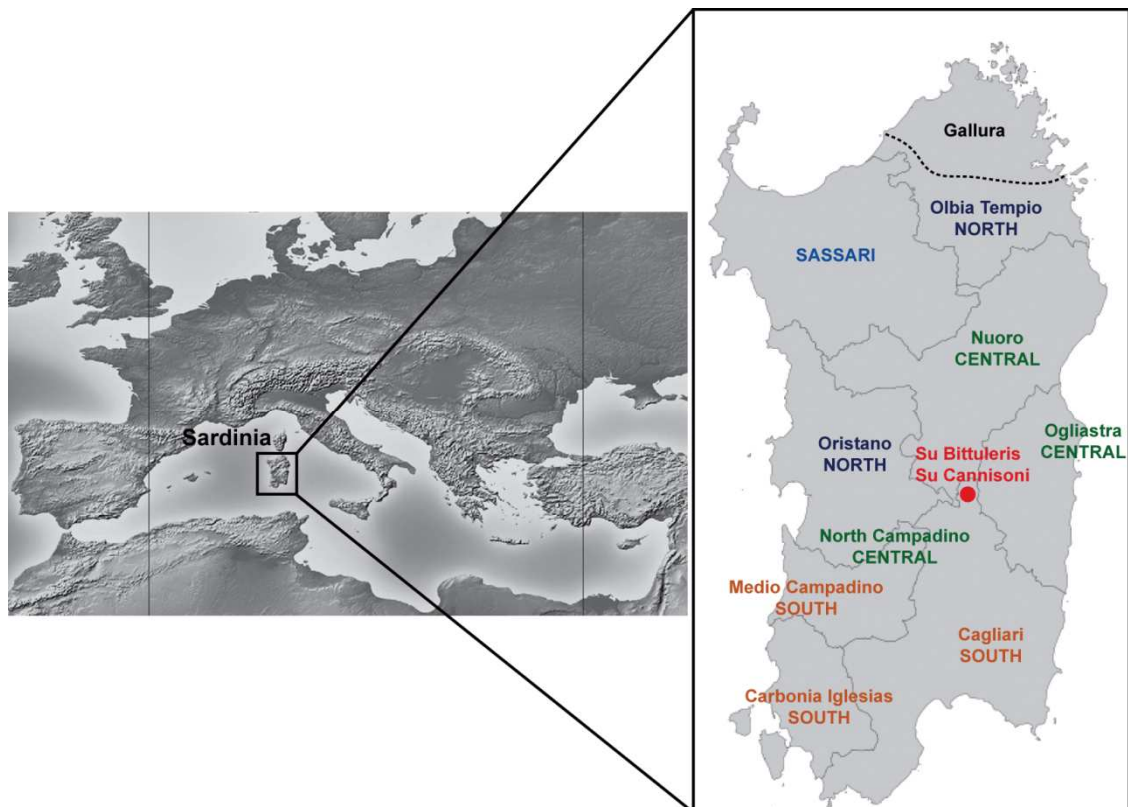 Sardinia
Gallura
Olbia Tempio
NORTH
SASSARI
Nuoro
CENTRAL
Ogliastra
CENTRAL
Oristano
NORTH
Su Bittuleris
Su Cannisoni
North Campadino
CENTRAL
Medio Campadino
SOUTH
Cagliari
SOUTH
Carbonia Iglesias
SOUTH